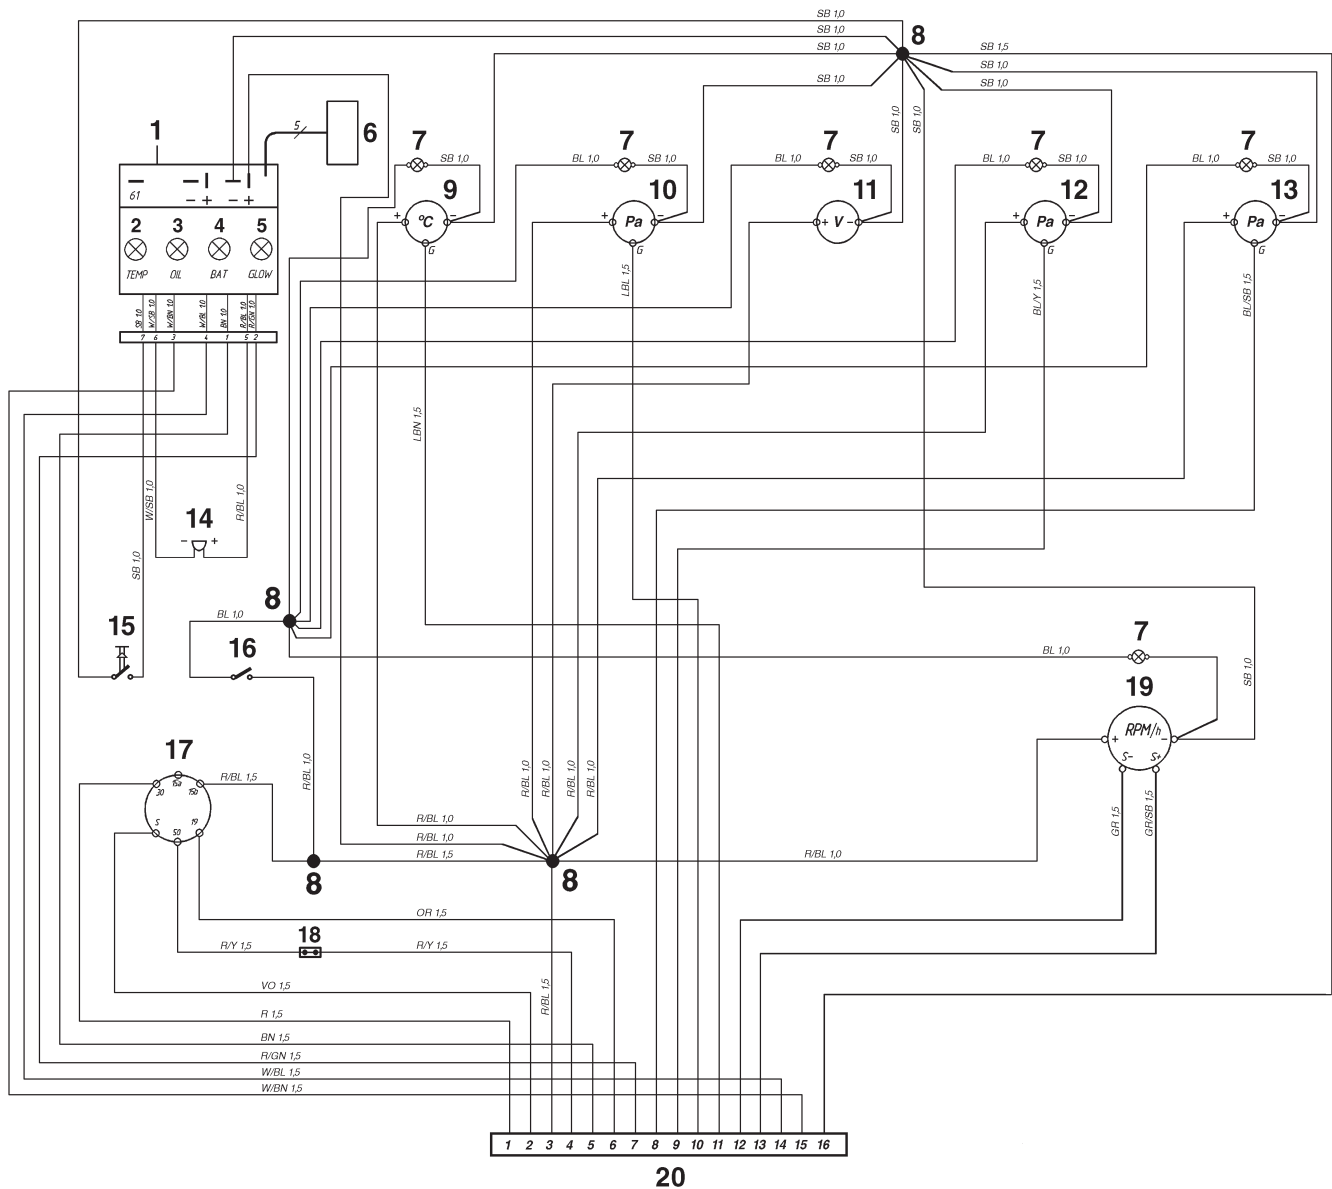 SB 1,0
SB 1,0
8
SB 1,0
SB 1,5
SB 1,0
SB 1,0
SB 1,0
SB 1,0
SB 1,0
1
5
6
7
SB 1,0
BL 1,0
7
SB 1,0
BL 1,0
7
SB 1,0
BL 1,0
7
SB 1,0
BL 1,0
7
SB 1,0
61
- +
- +
9
10
11
12
13
2
3
4
5
+ °C -
+ Pa -
+ V -
+ Pa -
+ Pa -
G
G
G
G
TEMP
OIL
BAT
GLOW
SB 1,0
W/SB 1,0
W/BN 1,0
W/BL 1,0
BN 1,0
R/BL 1,0
R/GN 1,0
7
6
3
4
1
5
2
LBL 1,5
BL/Y 1,5
BL/SB 1,5
LBN 1,5
W/SB 1,0
14
R/BL 1,0
- +
SB 1,0
8
BL 1,0
15
16
7
BL 1,0
SB 1,0
19
RPM/h
+ -
S- S*
17
30
15a
15b
S
50
19
R/BL 1,5
R/BL 1,0
R/BL 1,0
R/BL 1,0
R/BL 1,0
R/BL 1,0
R/BL 1,0
R/BL 1,0
R/BL 1,5
R/BL 1,0
GR 1,5
GR/SB 1,5
8
8
OR 1,5
18
R/Y 1,5
R/Y 1,5
VO 1,5
R/BL 1,5
R 1,5
BN 1,5
R/GN 1,5
W/BL 1,5
W/BN 1,5
1 2 3 4 5 6 7 8 9 10 11 12 13 14 15 16
20